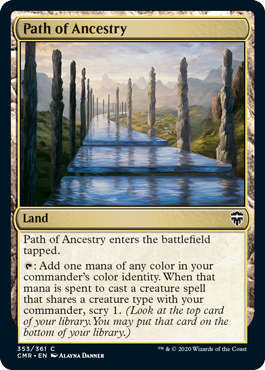 Path of Ancestry
Land
Path of Ancestry enters the battlefield
tapped.
: Add one mana of any color in your
commander's color identity. When that
mana is spent to cast a creature spell
that shares a creature type with your
commander, scry 1. (Look at the top card
of your library. You may put that card on
the bottom of your library.)
353/361 C
CMR • EN ALAYNA DANNER
™ & © 2020 Wizards of the Coast